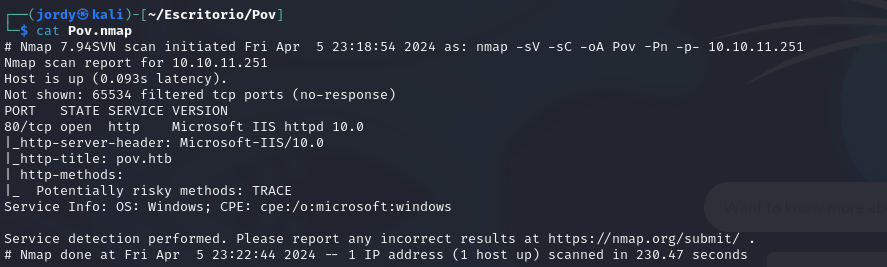 ┌──(jordy㉿kali)-[~/Escritorio/Pov]
└─$ cat Pov.nmap
# Nmap 7.94SVN scan initiated Fri Apr  5 23:18:54 2024 as: nmap -sV -sC -oA Pov -Pn -p- 10.10.11.251
Nmap scan report for 10.10.11.251
Host is up (0.093s latency).
Not shown: 65534 filtered tcp ports (no-response)
PORT   STATE SERVICE VERSION
80/tcp open  http    Microsoft IIS httpd 10.0
|_http-server-header: Microsoft-IIS/10.0
|_http-title: pov.htb
| http-methods:
|_  Potentially risky methods: TRACE
Service Info: OS: Windows; CPE: cpe:/o:microsoft:windows
Want to know more ab
Service detection performed. Please report any incorrect results at https://nmap.org/submit/ .
# Nmap done at Fri Apr  5 23:22:44 2024 -- 1 IP address (1 host up) scanned in 230.47 seconds